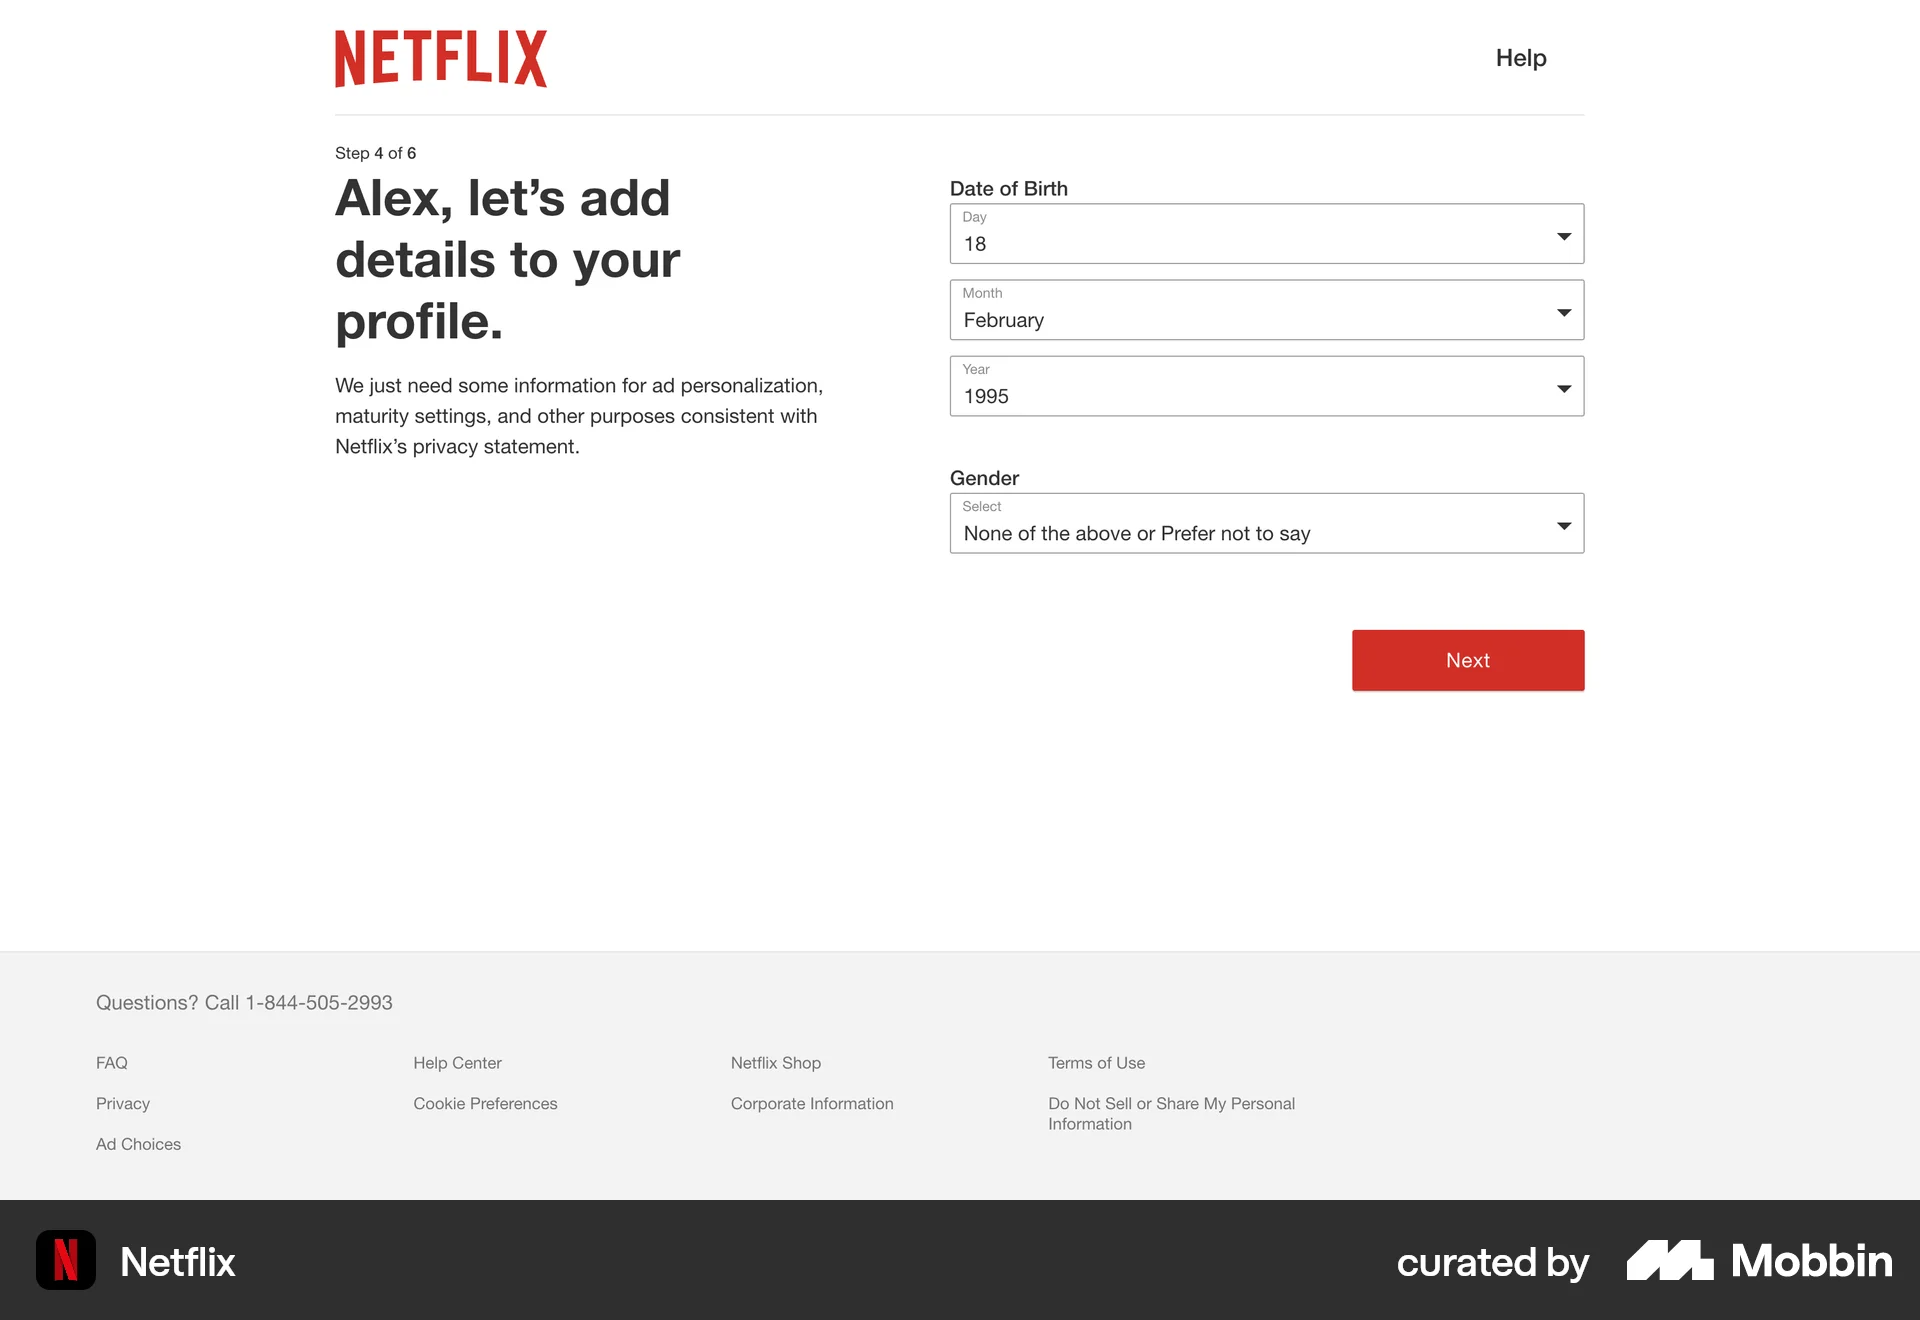 NETFLIX
Help
Step 4 of 6
Alex, let’s add
details to your
profile.
We just need some information for ad personalization,
maturity settings, and other purposes consistent with
Netflix’s privacy statement.
Date of Birth
Day
18
Month
February
Year
1995
Gender
Select
None of the above or Prefer not to say
Next
Questions? Call 1-844-505-2993
FAQ
Help Center
Netflix Shop
Terms of Use
Privacy
Cookie Preferences
Corporate Information
Do Not Sell or Share My Personal
Information
Ad Choices
N
Netflix
curated by
Mobbin